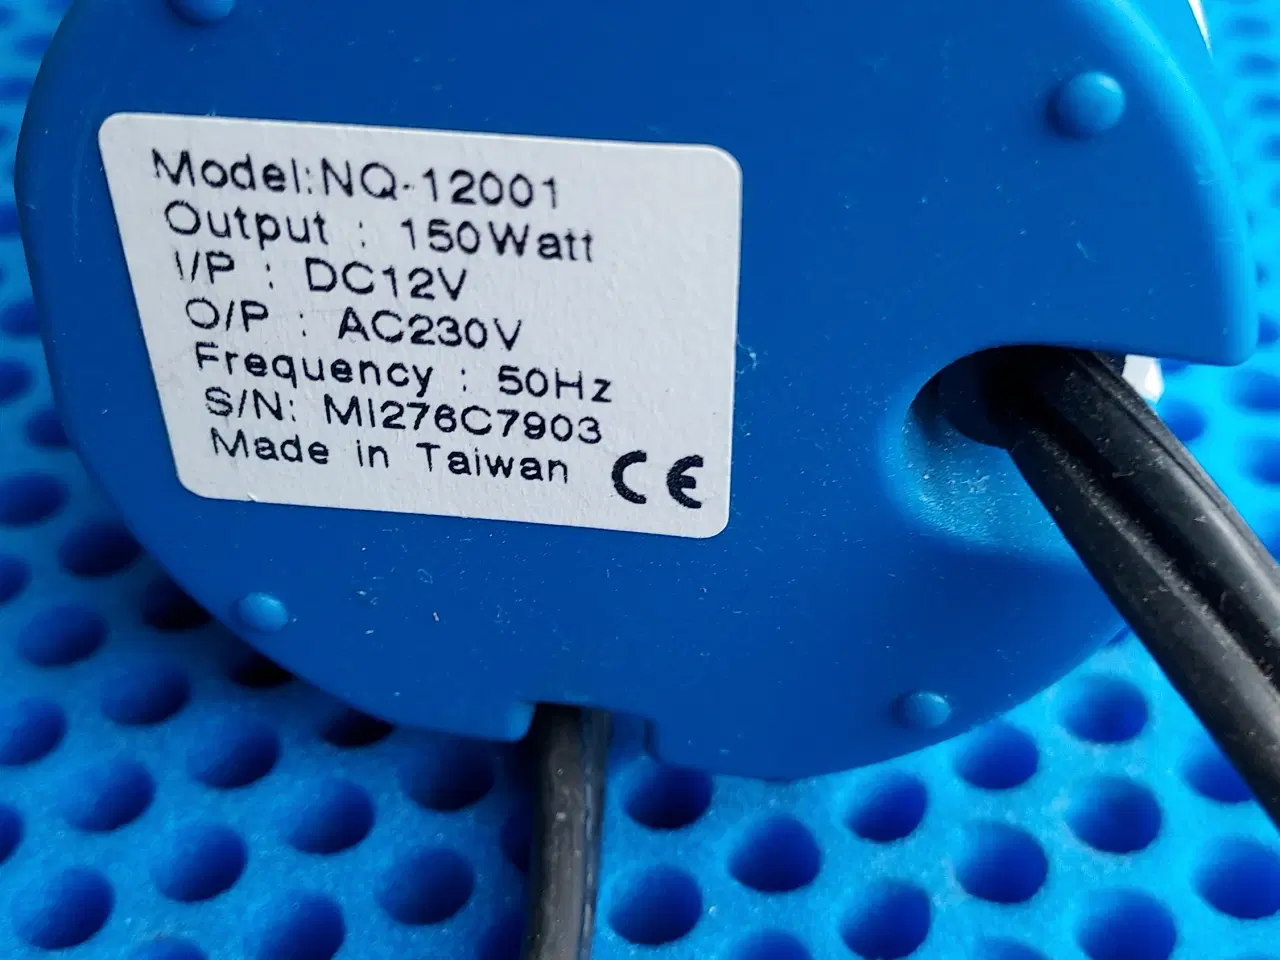 Model:NQ-12001
Output : 150Watt
I/P : DC12V
O/P : AC230V
Frequency : 50Hz
S/N: MI276C7903
Made in Taiwan CE